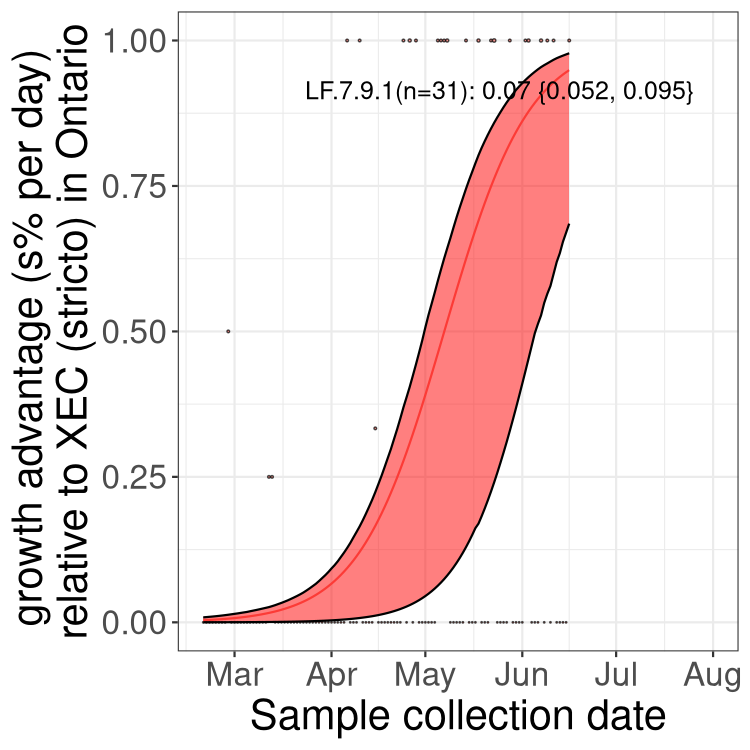 growth advantage (s% per day)
relative to XEC (stricto) in Ontario
1.00
0.75
0.50
0.25
0.00
LF.7.9.1(n=31): 0.07 {0.052, 0.095}
Mar Apr May Jun Jul Aug
Sample collection date